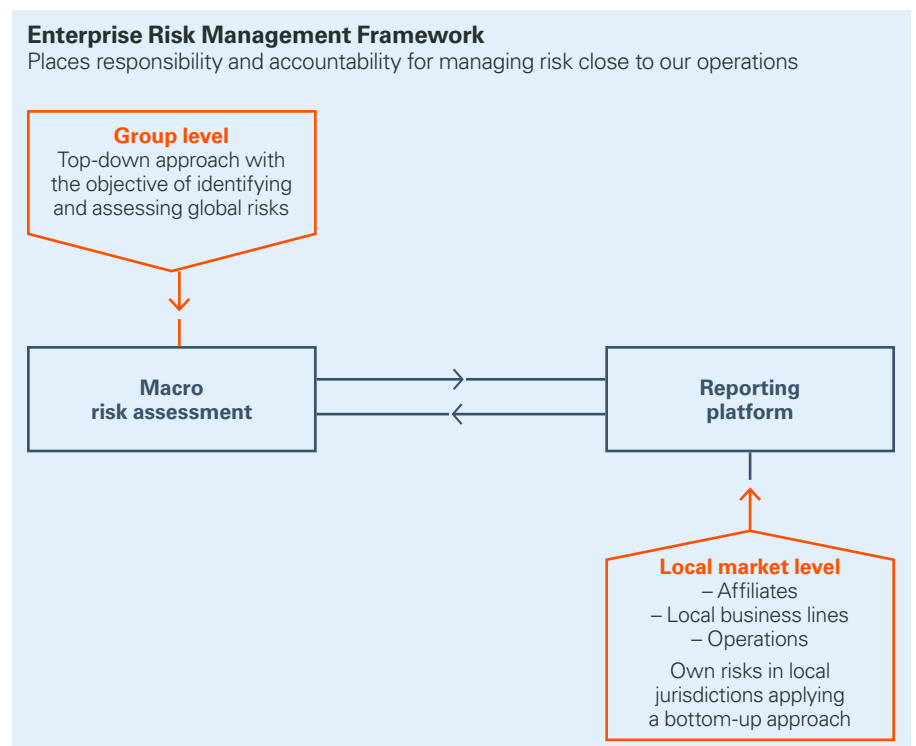 Enterprise Risk Management Framework
Places responsibility and accountability for managing risk close to our operations
Group level
Top-down approach with
the objective of identifying
and assessing global risks
Macro
risk assessment
Reporting
platform
Local market level
– Affiliates
– Local business lines
– Operations
Own risks in local
jurisdictions applying
a bottom-up approach